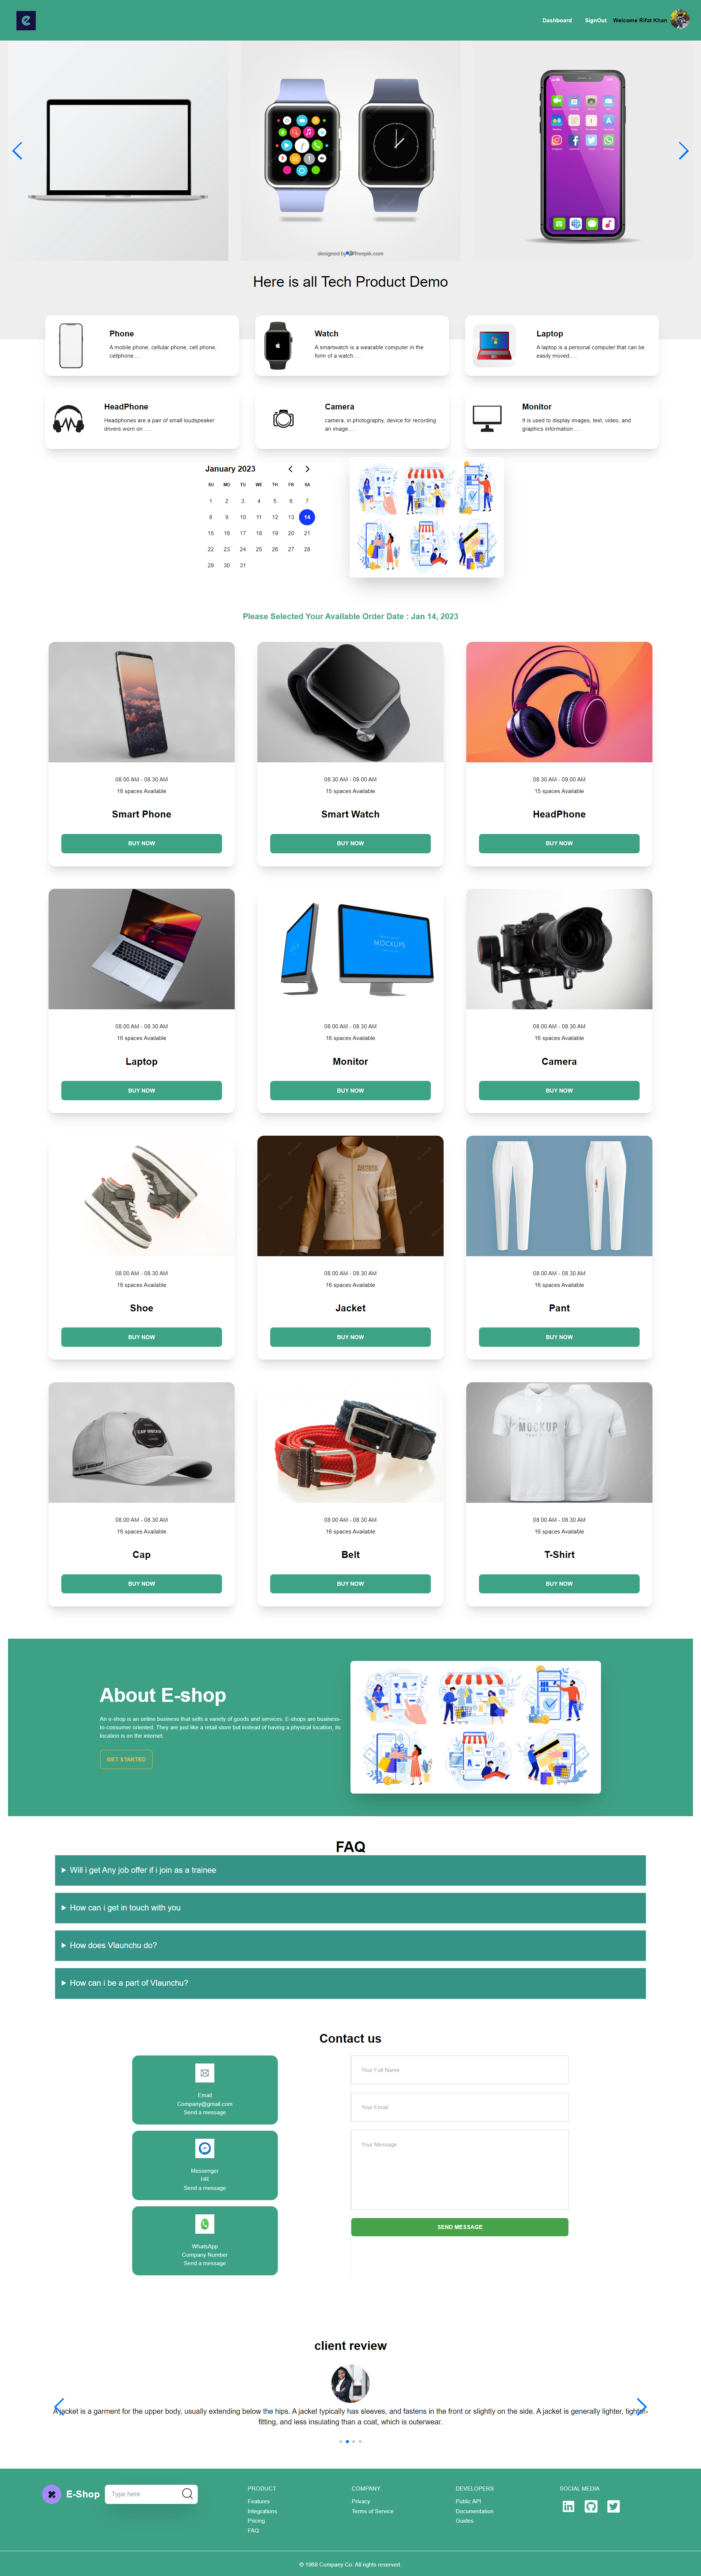 Dashboard SignOut Welcome Rifat Khan
designed by freepik.com
Here is all Tech Product Demo
Phone
A mobile phone, cellular phone, cell phone,
cellphone.....
Watch
A smartwatch is a wearable computer in the
form of a watch.....
Laptop
A laptop is a personal computer that can be
easily moved.....
HeadPhone
Headphones are a pair of small loudspeaker
drivers worn on......
Camera
camera, in photography, device for recording
an image.....
Monitor
It is used to display images, text, video, and
graphics information.....
January 2023
SU MO TU WE TH FR SA
1 2 3 4 5 6 7
8 9 10 11 12 13 14
15 16 17 18 19 20 21
22 23 24 25 26 27 28
29 30 31
Please Selected Your Available Order Date : Jan 14, 2023
08.00 AM - 08.30 AM
16 spaces Available
Smart Phone
BUY NOW
08.30 AM - 09.00 AM
15 spaces Available
Smart Watch
BUY NOW
08.30 AM - 09.00 AM
15 spaces Available
HeadPhone
BUY NOW
08.00 AM - 08.30 AM
16 spaces Available
Laptop
BUY NOW
MOCKUPS
08.00 AM - 08.30 AM
16 spaces Available
Monitor
BUY NOW
08.00 AM - 08.30 AM
16 spaces Available
Camera
BUY NOW
08.00 AM - 08.30 AM
16 spaces Available
Shoe
BUY NOW
08.00 AM - 08.30 AM
16 spaces Available
Jacket
BUY NOW
08.00 AM - 08.30 AM
16 spaces Available
Pant
BUY NOW
CAP MOCKUP
08.00 AM - 08.30 AM
16 spaces Available
Cap
BUY NOW
08.00 AM - 08.30 AM
16 spaces Available
Belt
BUY NOW
MOCKUP
08.00 AM - 08.30 AM
16 spaces Available
T-Shirt
BUY NOW
About E-shop
An e-shop is an online business that sells a variety of goods and services. E-shops are business-
to-consumer oriented. They are just like a retail store but instead of having a physical location, its
location is on the internet.
GET STARTED
FAQ
Will i get Any job offer if i join as a trainee
How can i get in touch with you
How does Vlaunchu do?
How can i be a part of Vlaunchu?
Contact us
Email
Company@gmail.com
Send a message
Messenger
HR
Send a message
WhatsApp
Company Number
Send a message
Your Full Name
Your Email
Your Message
SEND MESSAGE
client review
A jacket is a garment for the upper body, usually extending below the hips. A jacket typically has sleeves, and fastens in the front or slightly on the side. A jacket is generally lighter, tighter-
fitting, and less insulating than a coat, which is outerwear.
E-Shop
Type here
PRODUCT
Features
Integrations
Pricing
FAQ
COMPANY
Privacy
Terms of Service
DEVELOPERS
Public API
Documentation
Guides
SOCIAL MEDIA
© 1968 Company Co. All rights reserved.